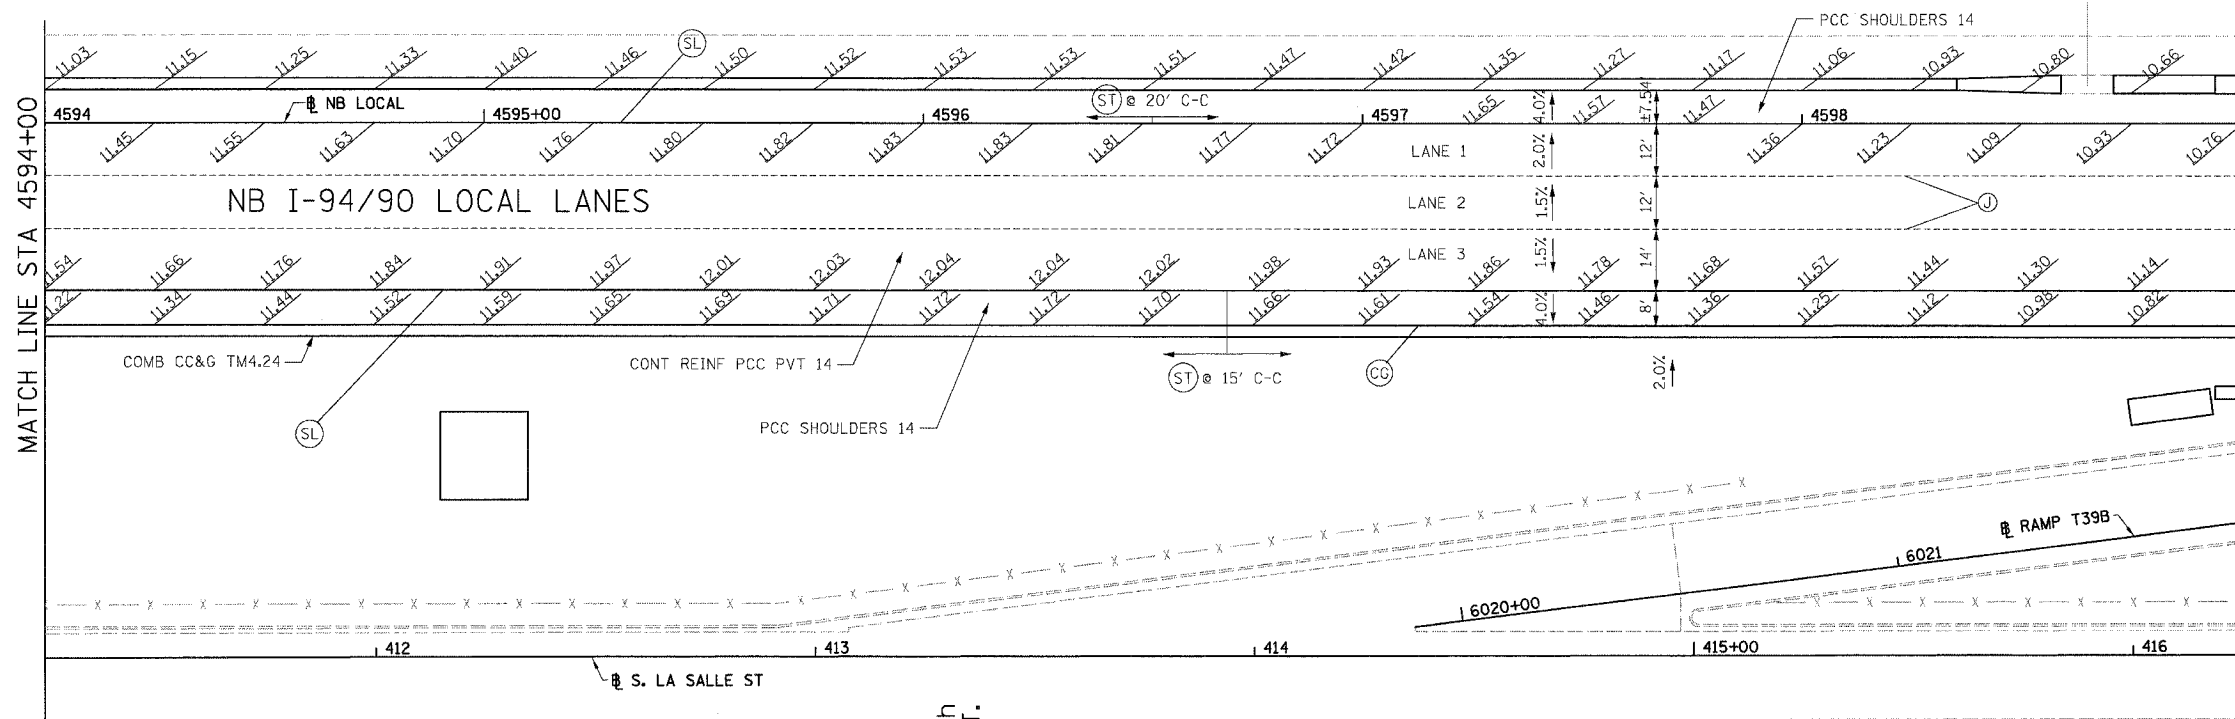 PCC SHOULDERS 14
SL
11.03 11.15 11.25 11.33 11.40 11.46 11.50 11.52 11.53 11.53 11.51 11.47 11.42 11.35 11.27 11.17 11.06 10.93 10.80 10.66
℄ NB LOCAL
ST @ 20' C-C
4594 4595+00 4596 4597 4598
11.65 11.57 11.47
4.0% ±7.54
11.45 11.55 11.63 11.70 11.76 11.80 11.82 11.83 11.83 11.81 11.77 11.72 11.36 11.23 11.09 10.93 10.76
LANE 1 2.0% 12'
NB I-94/90 LOCAL LANES
LANE 2 1.5% 12'
J
LANE 3 1.5% 14'
11.54 11.66 11.76 11.84 11.91 11.97 12.01 12.03 12.04 12.04 12.02 11.98 11.93 11.86 11.78 11.68 11.57 11.44 11.30 11.14
11.22 11.34 11.44 11.52 11.59 11.65 11.69 11.71 11.72 11.72 11.70 11.66 11.61 11.54 11.46 11.36 11.25 11.12 10.98 10.82
4.0% 8'
MATCH LINE STA 4594+00
COMB CC&G TM4.24
CONT REINF PCC PVT 14
ST @ 15' C-C
CG
2.0%
SL
PCC SHOULDERS 14
℄ RAMP T39B
6020+00 6021
412 413 414 415+00 416
℄ S. LA SALLE ST
h
T.